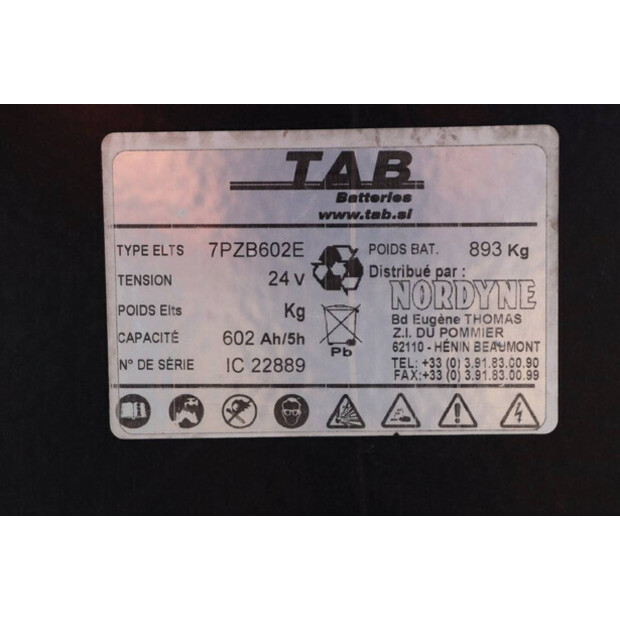 TAB
Batteries
www.tab.si
TYPE ELTS 7PZB602E POIDS BAT. 893 Kg
TENSION 24 V Distribué par :
POIDS Elts Kg NORDYNE
Bd Eugène THOMAS
CAPACITÉ 602 Ah/5h Z.I. DU POMMIER
Pb 62110 - HÉNIN BEAUMONT
N° DE SÉRIE IC 22889 TEL: +33 (0) 3.91.83.00.90
FAX:+33 (0) 3.91.83.00.99